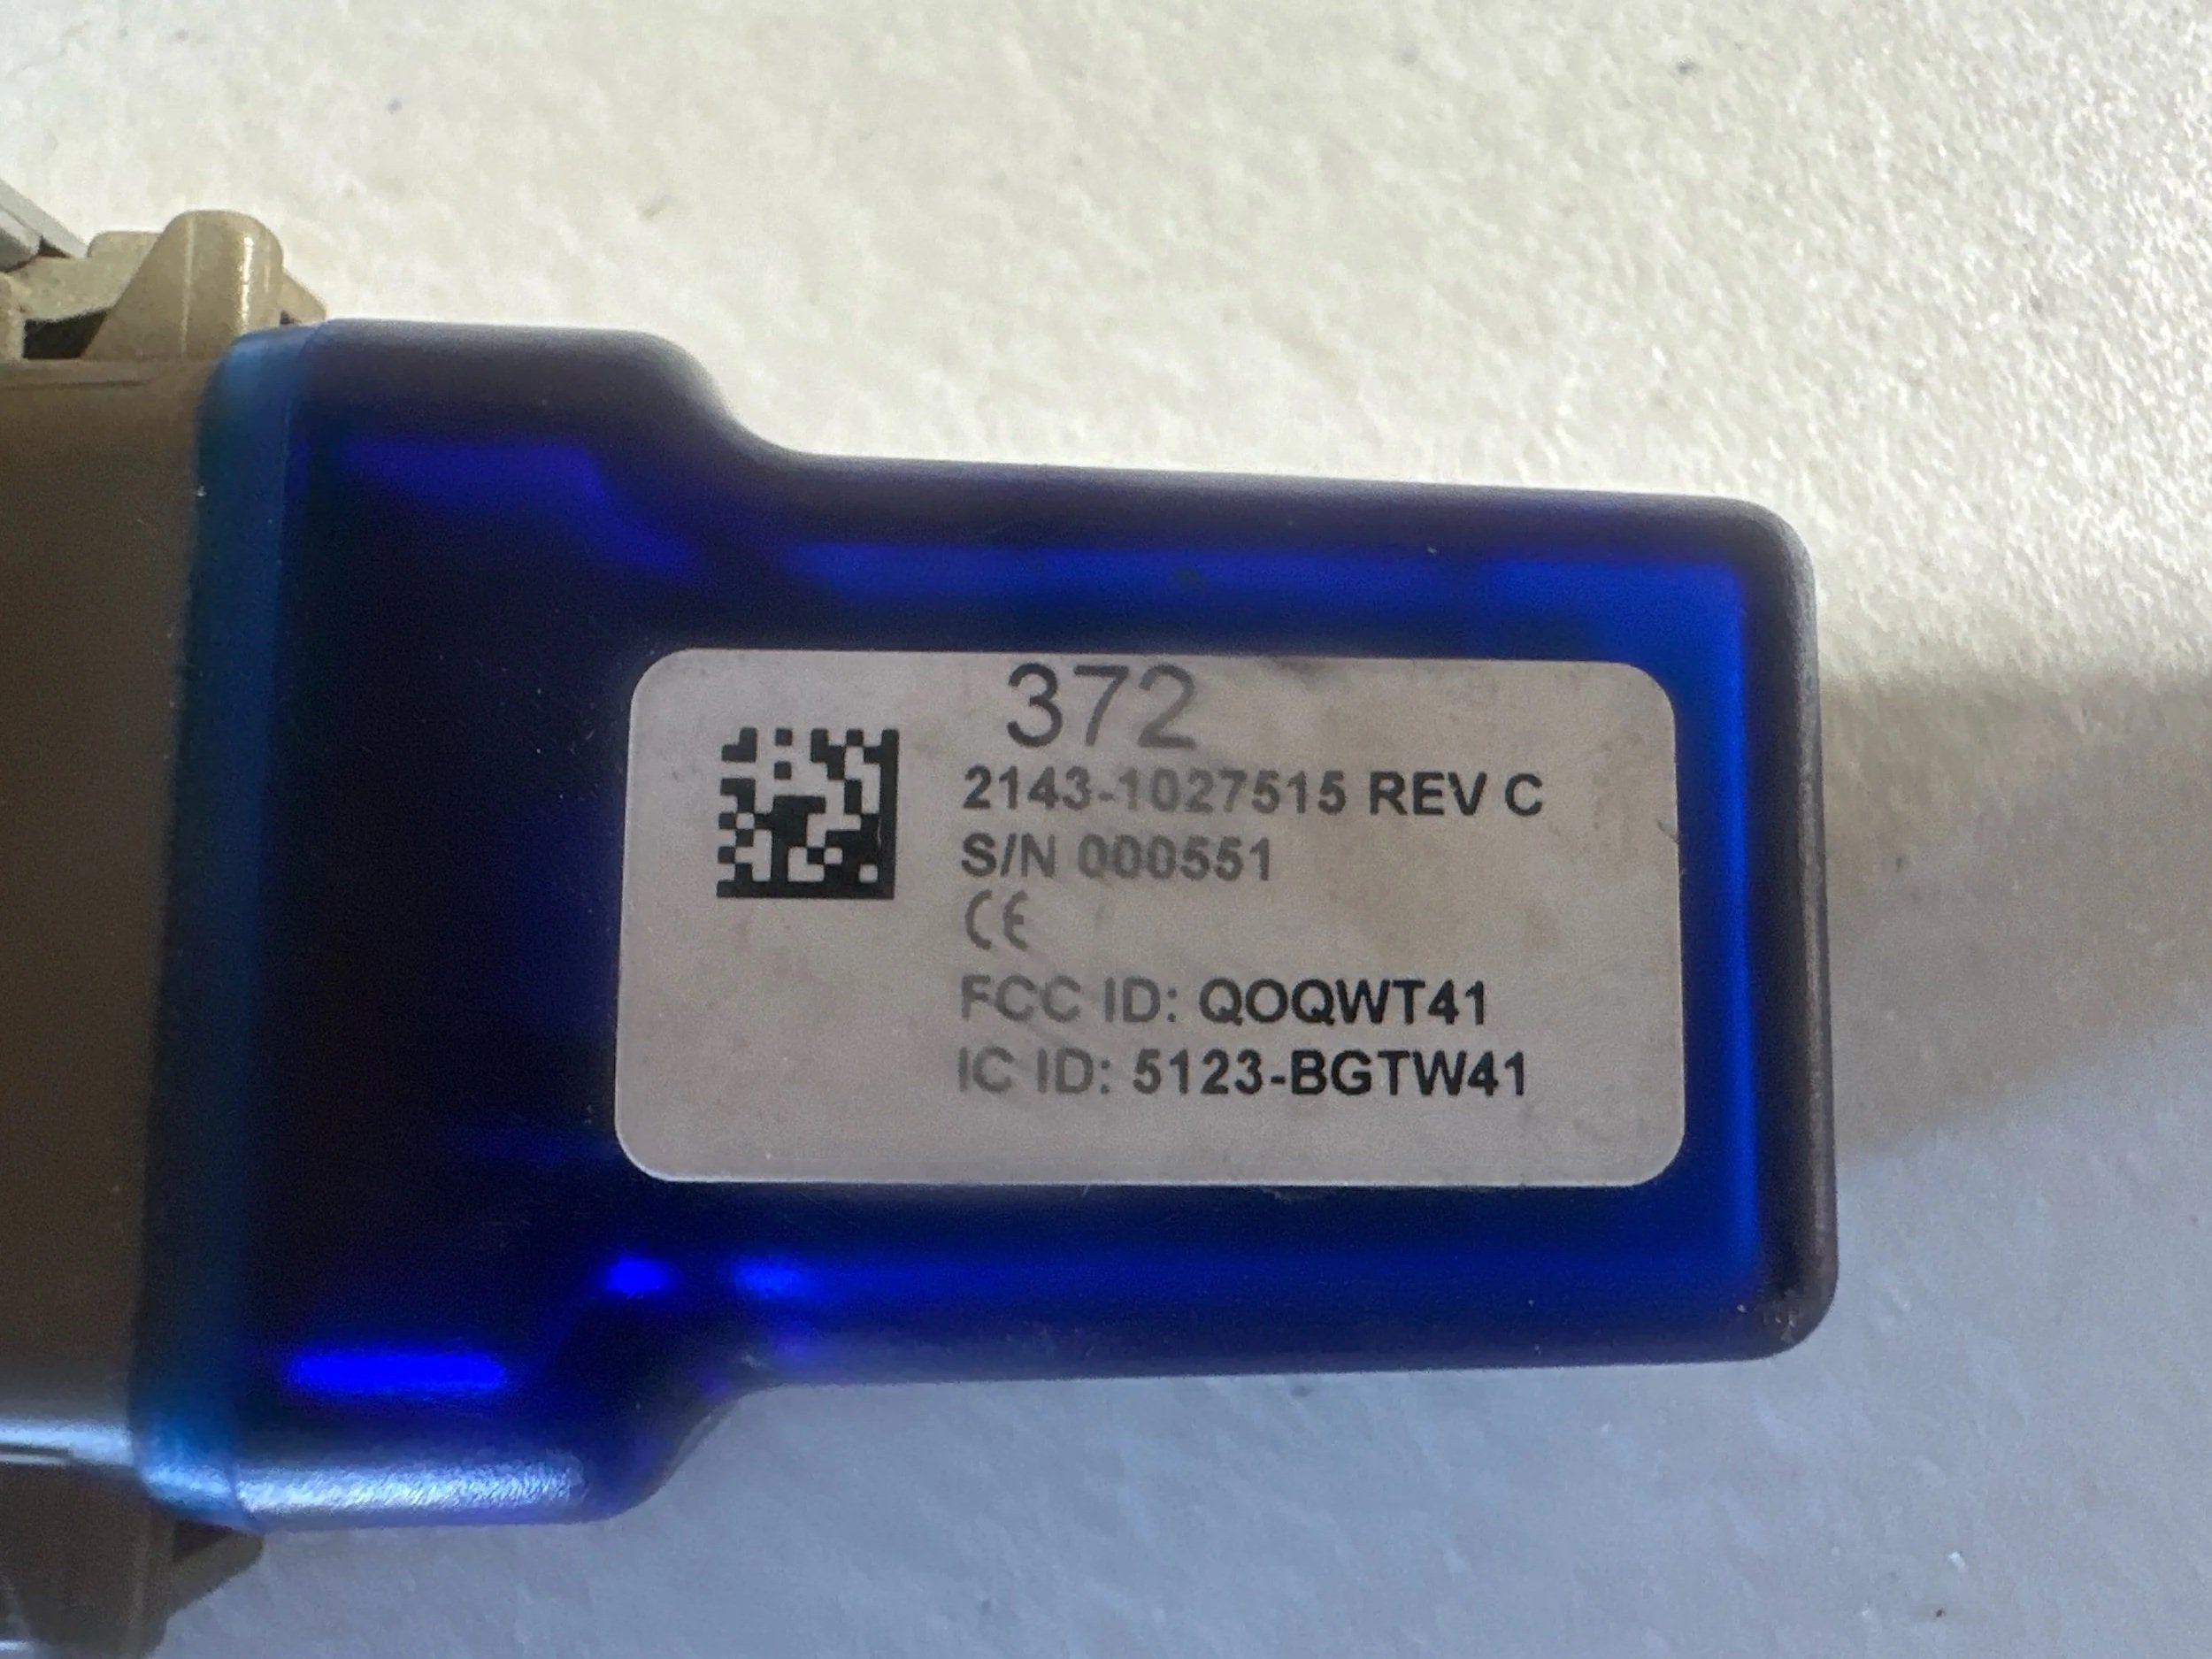 372
2143-1027515 REV C
S/N 000551
CE
FCC ID: QOQWT41
IC ID: 5123-BGTW41